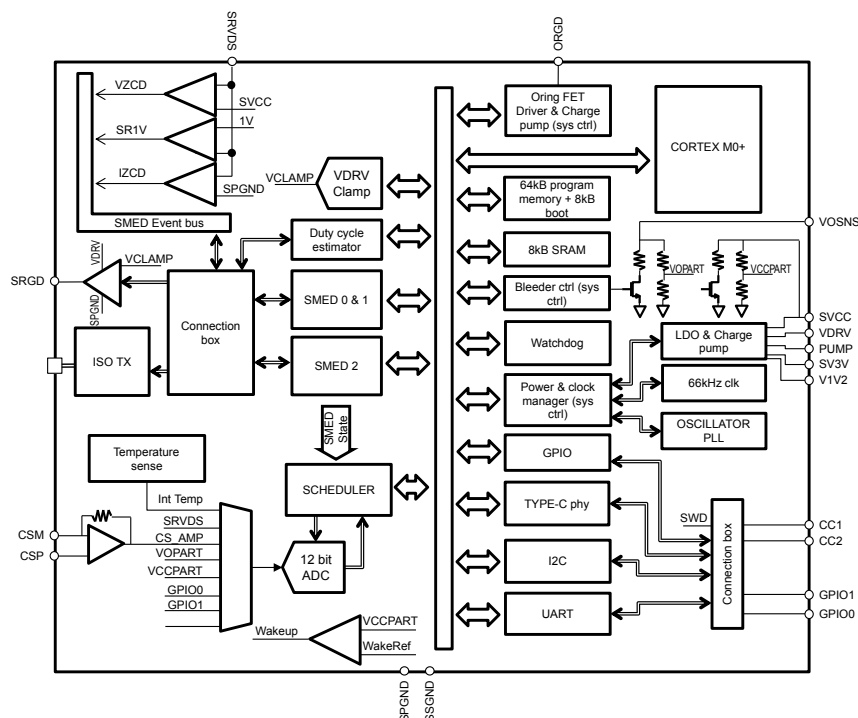 SRVDS
ORGD
VZCD
SVCC
1V
SR1V
IZCD
SPGND
SMED Event bus
VCLAMP
VDRV
Clamp
Oring FET
Driver & Charge
pump (sys ctrl)
CORTEX M0+
64kB program
memory + 8kB
boot
Duty cycle
estimator
8kB SRAM
VOSNS
VDRV
VCLAMP
SRGD
SPGND
Connection
box
SMED 0 & 1
Bleeder ctrl (sys
ctrl)
VOPART
VCCPART
ISO TX
SMED 2
Watchdog
LDO & Charge
pump
SVCC
VDRV
PUMP
SV3V
V1V2
Power & clock
manager (sys
ctrl)
66kHz clk
OSCILLATOR
PLL
SMED
State
Temperature
sense
SCHEDULER
GPIO
Int Temp
SRVDS
CS_AMP
VOPART
VCCPART
GPIO0
GPIO1
CSM
CSP
12 bit
ADC
TYPE-C phy
SWD
Connection box
CC1
CC2
I2C
GPIO1
GPIO0
UART
Wakeup
VCCPART
WakeRef
SPGND
SSGND